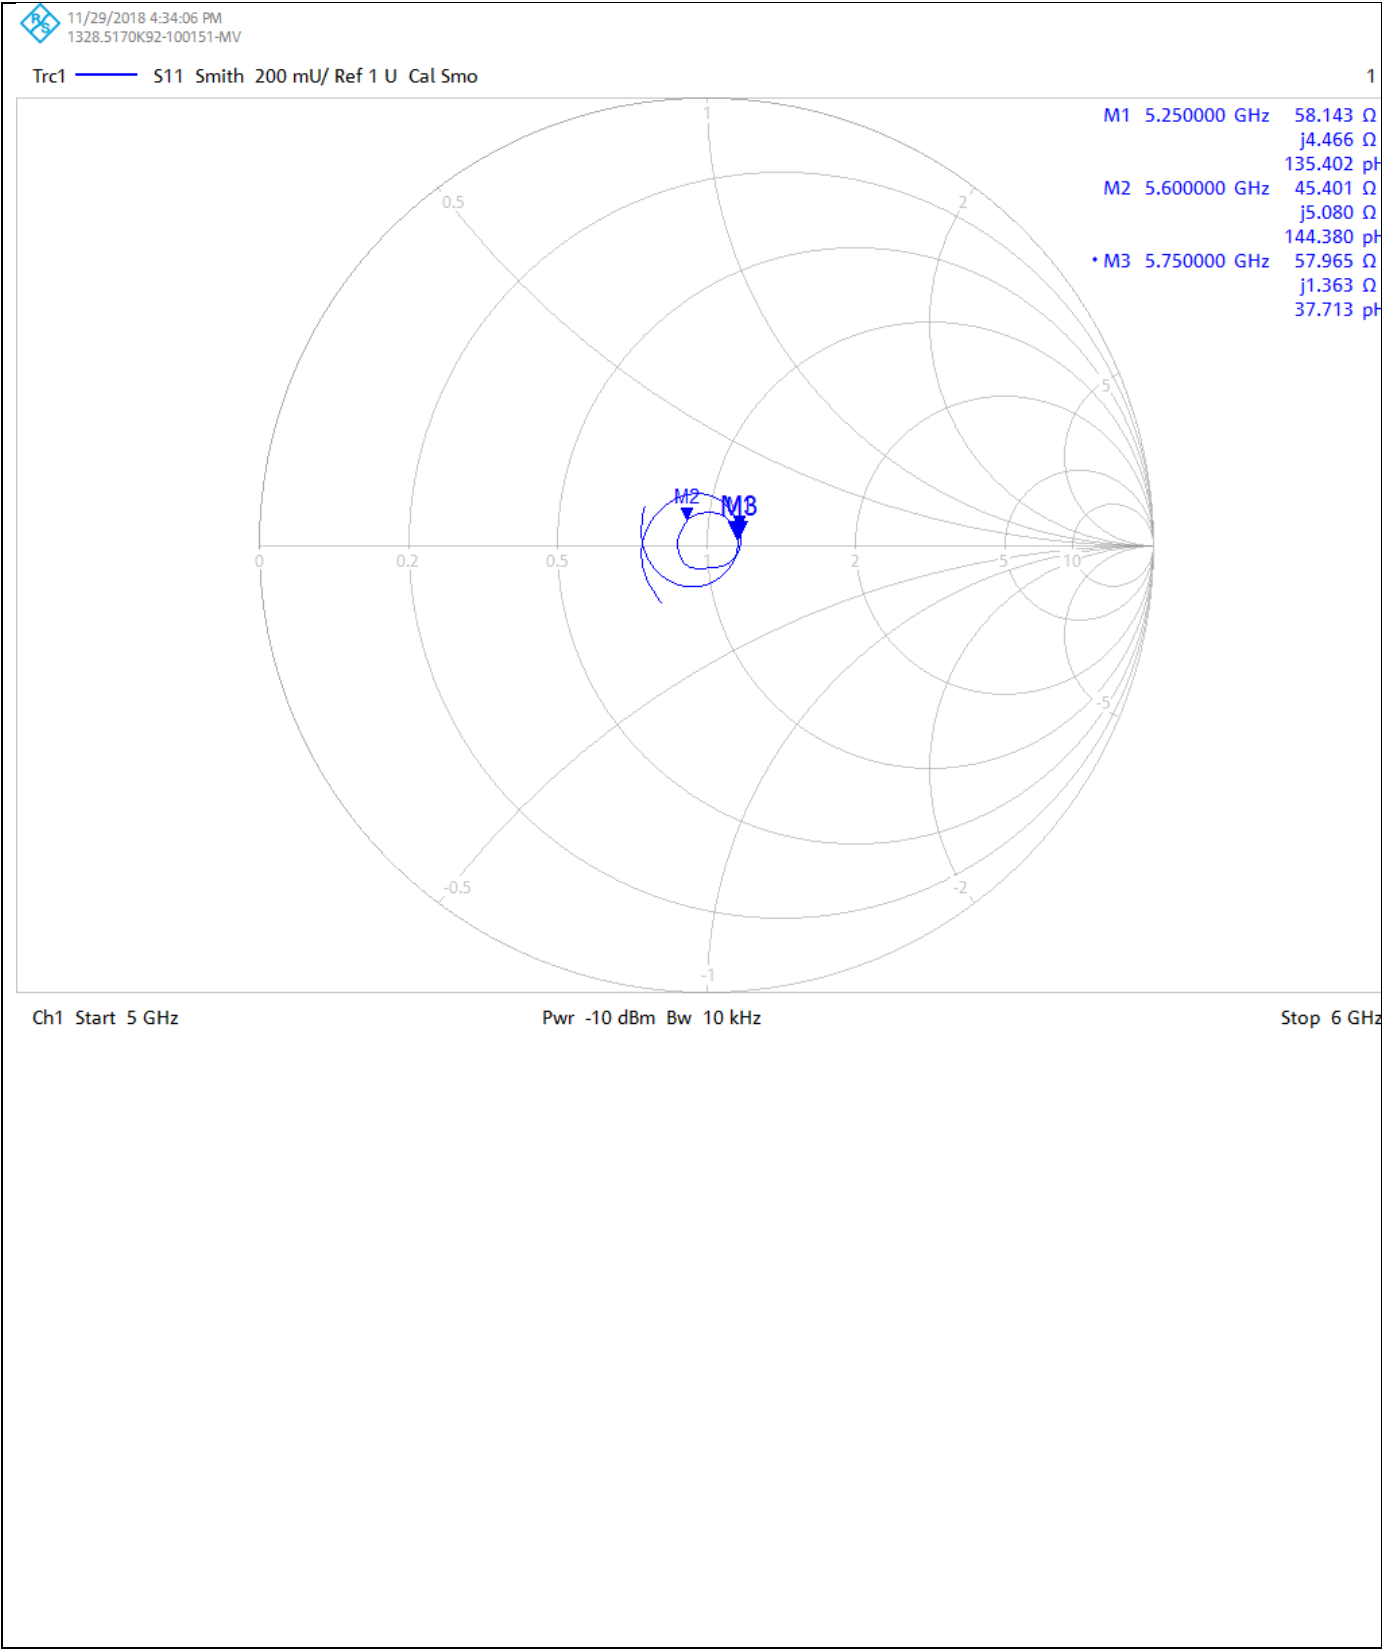 R&S
11/29/2018 4:34:06 PM
1328.5170K92-100151-MV
Trc1 S11 Smith 200 mU/ Ref 1 U Cal Smo 1
M1 5.250000 GHz 58.143 Ω
j4.466 Ω
135.402 pH
M2 5.600000 GHz 45.401 Ω
j5.080 Ω
144.380 pH
• M3 5.750000 GHz 57.965 Ω
j1.363 Ω
37.713 pH
1
0.5
2
5
M2
M3
0
0.2
0.5
1
2
5
10
-5
-0.5
-2
-1
Ch1 Start 5 GHz Pwr -10 dBm Bw 10 kHz Stop 6 GHz